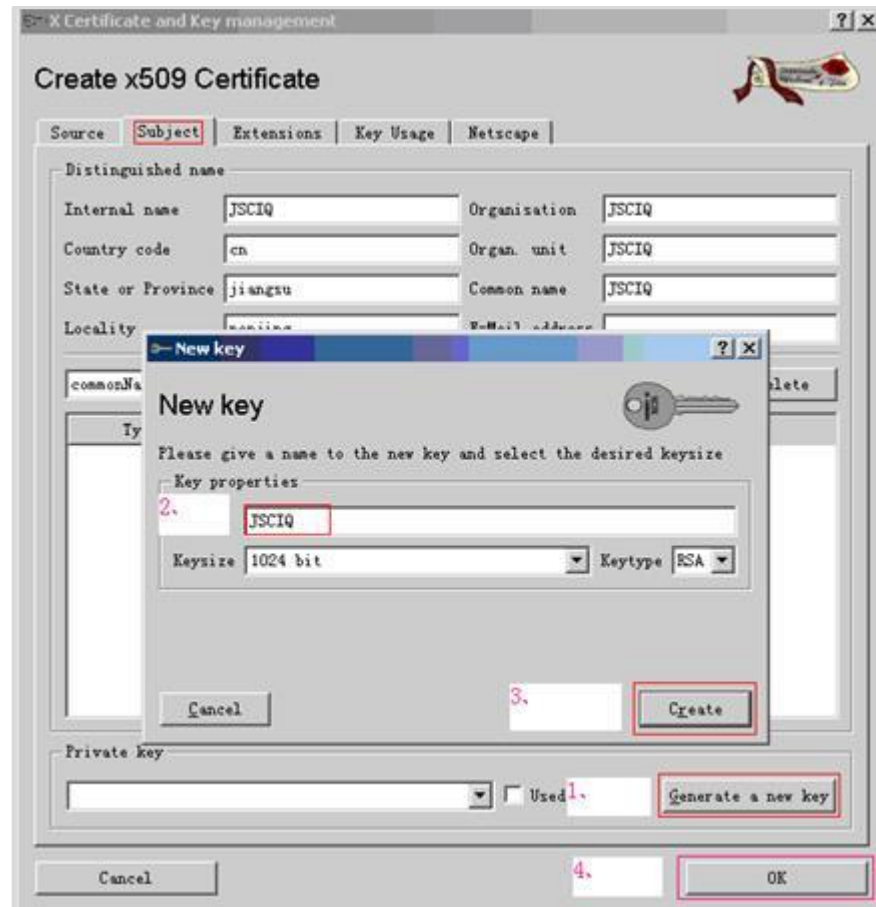 X Certificate and Key management
Create x509 Certificate
Source Subject Extensions Key Usage Netscape
Distinguished name
Internal name JSCIQ Organisation JSCIQ
Country code cn Organ. unit JSCIQ
State or Province jiangsu Common name JSCIQ
Locality
New key
commonNa
lete
New key
Ty
Please give a name to the new key and select the desired keysize
Key properties
2、
JSCIQ
Keysize 1024 bit Keytype RSA
Cancel 3、 Create
Private key
Used 1、 Generate a new key
Cancel 4、 OK